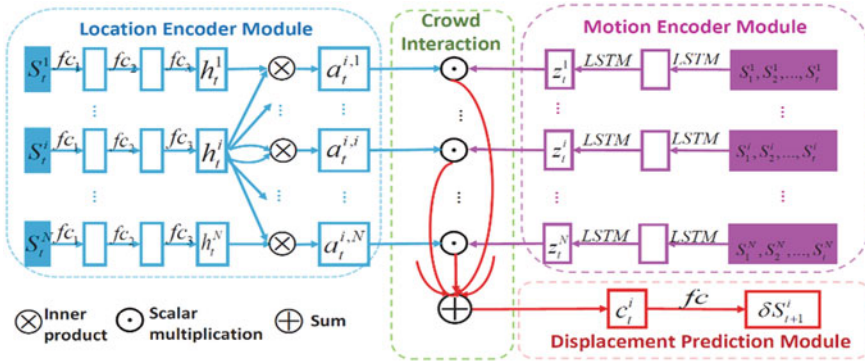 Location Encoder Module
Crowd Interaction
Motion Encoder Module
S_t^1 fc_1 fc_2 fc_3 h_t^1 ⊗ a_t^{i,1} ⊙ z_t^1 LSTM LSTM S_1^1, S_2^1, ..., S_t^1
S_t^i fc_1 fc_2 fc_3 h_t^i ⊗ a_t^{i,i} ⊙ z_t^i LSTM LSTM S_1^i, S_2^i, ..., S_t^i
S_t^N fc_1 fc_2 fc_3 h_t^N ⊗ a_t^{i,N} ⊙ z_t^N LSTM LSTM S_1^N, S_2^N, ..., S_t^N
⊗ Inner product
⊙ Scalar multiplication
⊕ Sum
⊕ c_t^i fc δS_{t+1}^i
Displacement Prediction Module